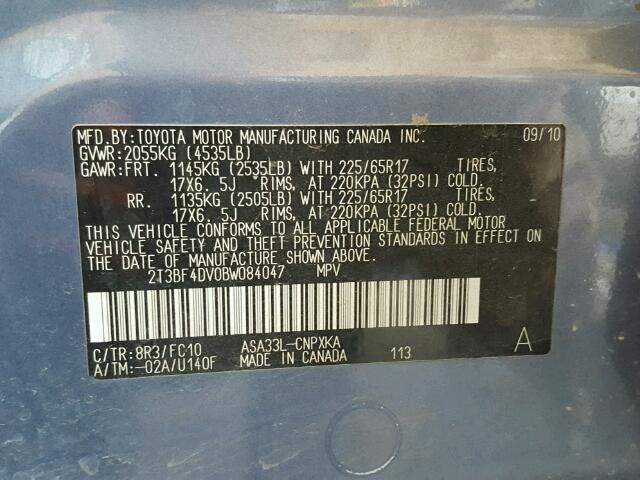 MFD.BY:TOYOTA MOTOR MANUFACTURING CANADA INC. 09/10
GVWR:2055KG (4535LB)
GAWR:FRT. 1145KG (2535LB) WITH 225/65R17 TIRES,
17X6. 5J RIMS, AT 220KPA (32PSI) COLD.
RR. 1135KG (2505LB) WITH 225/65R17 TIRES,
17X6. 5J RIMS, AT 220KPA (32PSI) COLD.
THIS VEHICLE CONFORMS TO ALL APPLICABLE FEDERAL MOTOR
VEHICLE SAFETY AND THEFT PREVENTION STANDARDS IN EFFECT ON
THE DATE OF MANUFACTURE SHOWN ABOVE.
2T3BF4DV0BW084047 MPV
C/TR:8R3/FC10 ASA33L-CNPXKA 113 A
A/TM:-02A/U140F MADE IN CANADA